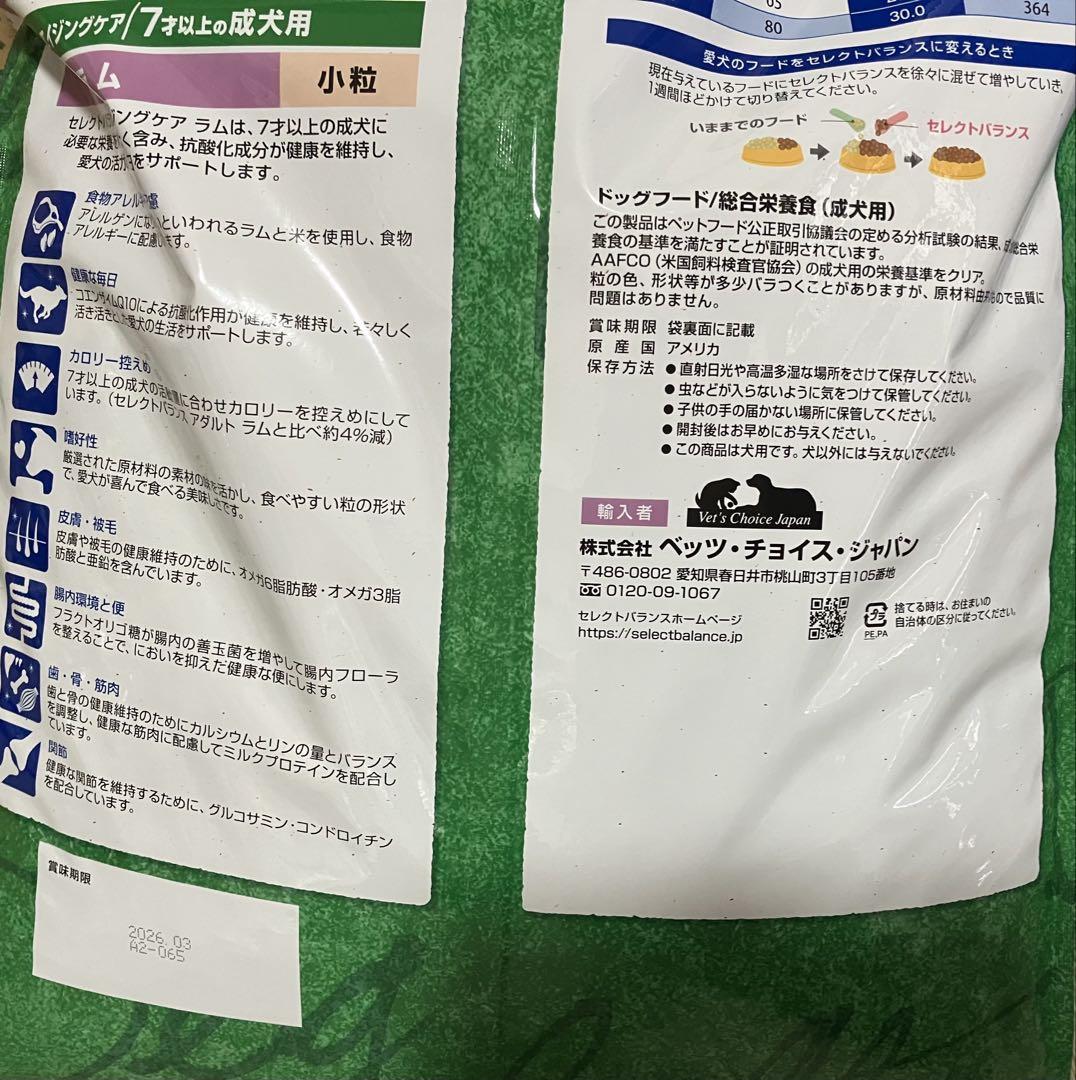 ジングケア/7才以上の成犬用
ム
小粒
セレクト ジングケア ラムは、7才以上の成犬に
必要な栄養 く含み、抗酸化成分が健康を維持し、
愛犬の活力 をサポートします。
食物アレルギ 慮
アレルゲンにな といわれるラムと米を使用し、食物
アレルギーに配慮 ます。
健康な毎日
コエンザイムQ10による抗酸化作用が健康を維持し、若々しく
活き活きとした愛犬の生活をサポートします。
カロリー控えめ
7才以上の成犬の活動量に合わせカロリーを控えめにして
います。(セレクトバランス アダルト ラムと比べ約4%減)
嗜好性
厳選された原材料の素材の味を活かし、食べやすい粒の形状
で、愛犬が喜んで食べる美味しさです。
皮膚・被毛
皮膚や被毛の健康維持のために、オメガ6脂肪酸・オメガ3脂
肪酸と亜鉛を含んでいます。
腸内環境と便
フラクトオリゴ糖が腸内の善玉菌を増やして腸内フローラ
を整えることで、においを抑えた健康な便にします。
歯・骨・筋肉
歯と骨の健康維持のためにカルシウムとリンの量とバランス
を調整し、健康な筋肉に配慮してミルクプロテインを配合し
ています。
関節
健康な関節を維持するために、グルコサミン・コンドロイチン
を配合しています。
賞味期限
2026.03
A2-065
65
80
30.0
364
愛犬のフードをセレクトバランスに変えるとき
現在与えているフードにセレクトバランスを徐々に混ぜて増やしていき、
1週間ほどかけて切り替えてください。
いままでのフード
セレクトバランス
ドッグフード/総合栄養食(成犬用)
この製品はペットフード公正取引協議会の定める分析試験の結果、 総合栄
養食の基準を満たすことが証明されています。
AAFCO(米国飼料検査官協会)の成犬用の栄養基準をクリア。
粒の色、形状等が多少バラつくことがありますが、原材料由来 ので品質に
問題はありません。
賞味期限 袋裏面に記載
原産国 アメリカ
保存方法 ●直射日光や高温多湿な場所をさけて保存してください。
●虫などが入らないように気をつけて保管してください。
●子供の手の届かない場所に保管してください。
●開封後はお早めにお与えください。
●この商品は犬用です。犬以外には与えないでください。
輸入者
Vet's Choice Japan
株式会社 ベッツ・チョイス・ジャパン
〒486-0802 愛知県春日井市桃山町3丁目105番地
0120-09-1067
セレクトバランスホームページ
https://selectbalance.jp
プラ
PE,PA
捨てる時は、お住まいの
自治体の区分に従ってください。